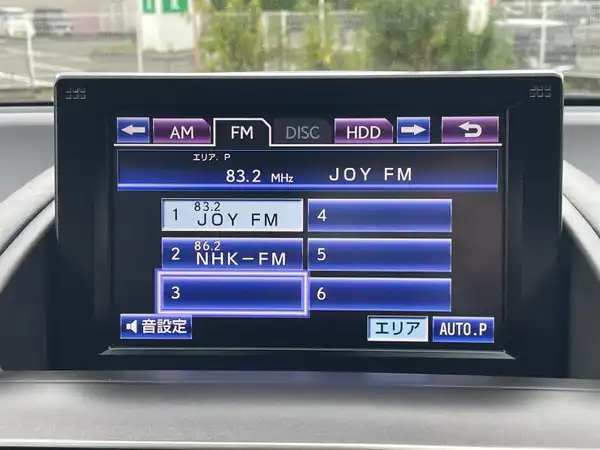 AM FM DISC HDD
エリア. P
83.2 MHz JOY FM
1 83.2 JOY FM
4
2 86.2 NHK-FM
5
3
6
音設定 エリア AUTO.P